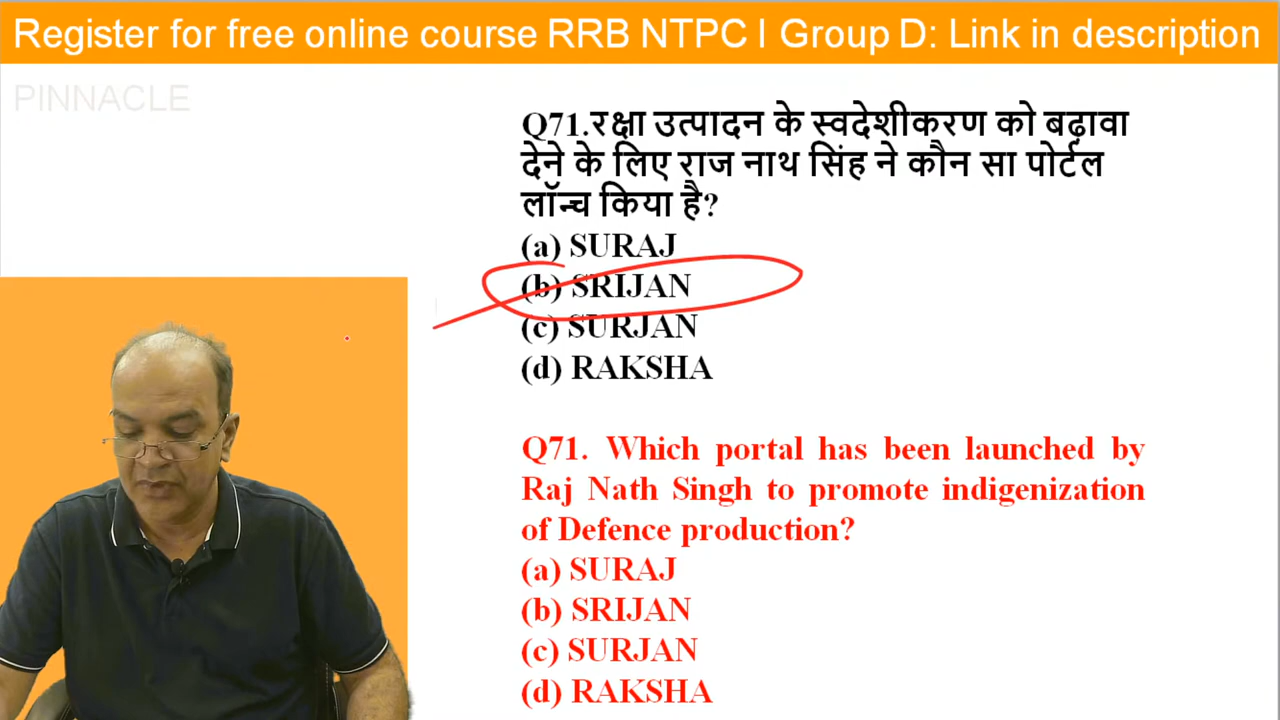 Register for free online course RRB NTPC I Group D: Link in description
PINNACLE
Q71.रक्षा उत्पादन के स्वदेशीकरण को बढ़ावा
देने के लिए राज नाथ सिंह ने कौन सा पोर्टल
लॉन्च किया है?
(a) SURAJ
(b) SRIJAN
(c) SURJAN
(d) RAKSHA
Q71. Which portal has been launched by
Raj Nath Singh to promote indigenization
of Defence production?
(a) SURAJ
(b) SRIJAN
(c) SURJAN
(d) RAKSHA